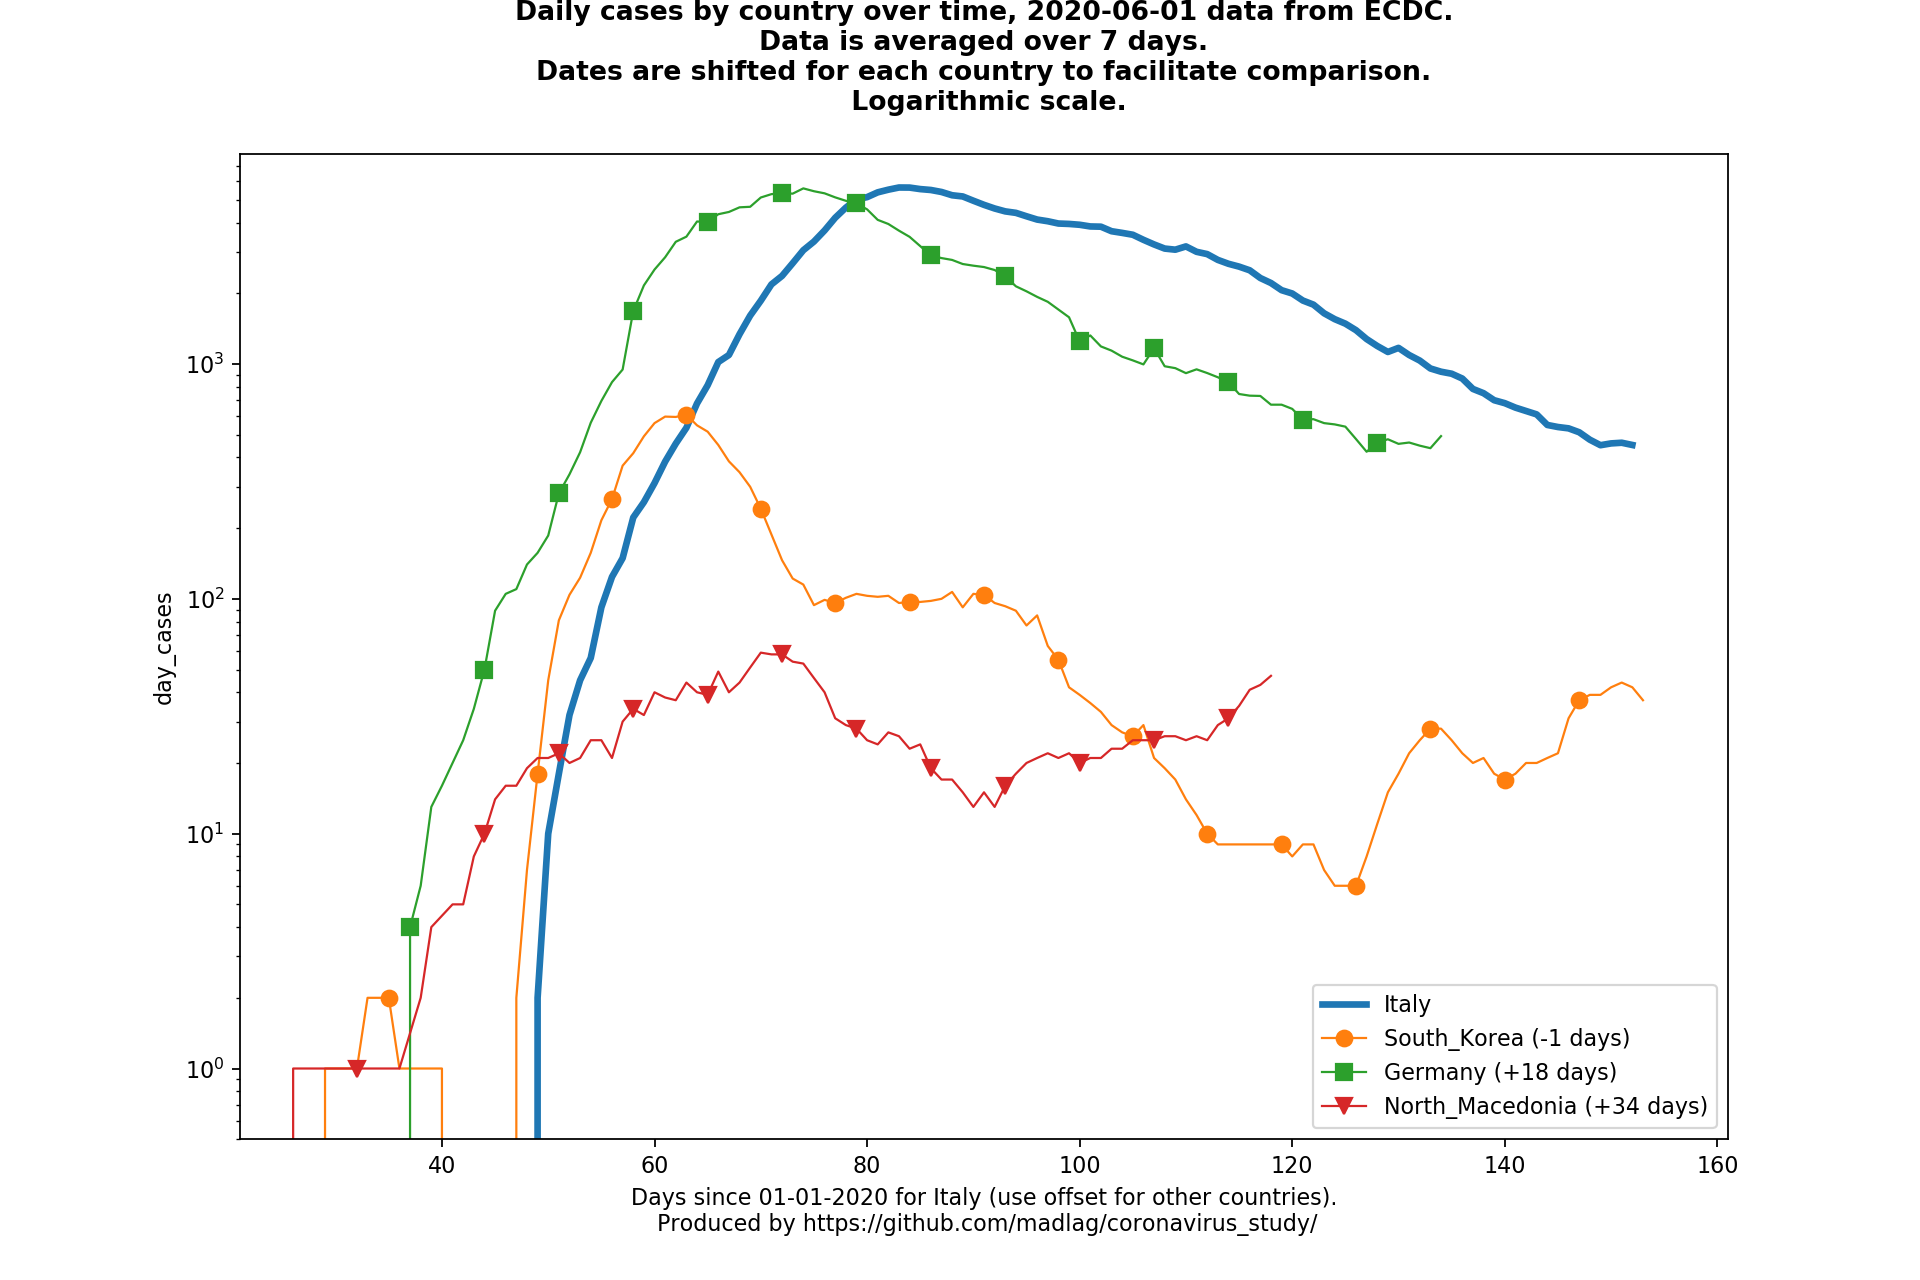 Daily cases by country over time, 2020-06-01 data from ECDC.
Data is averaged over 7 days.
Dates are shifted for each country to facilitate comparison.
Logarithmic scale.
day_cases
10³
10²
10¹
10⁰
40 60 80 100 120 140 160
Italy
South_Korea (-1 days)
Germany (+18 days)
North_Macedonia (+34 days)
Days since 01-01-2020 for Italy (use offset for other countries).
Produced by https://github.com/madlag/coronavirus_study/